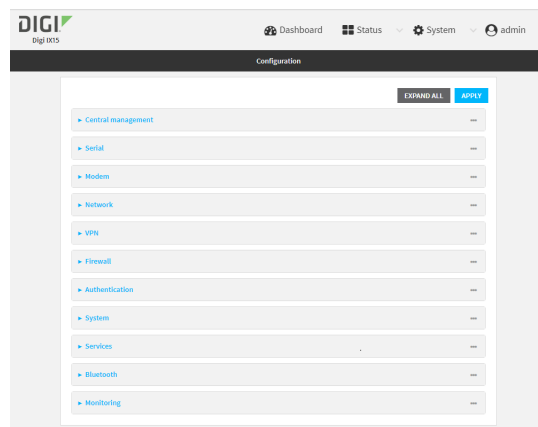 DIGI
Digi IX15
Dashboard Status System admin
Configuration
EXPAND ALL APPLY
Central management
Serial
Modem
Network
VPN
Firewall
Authentication
System
Services
Bluetooth
Monitoring